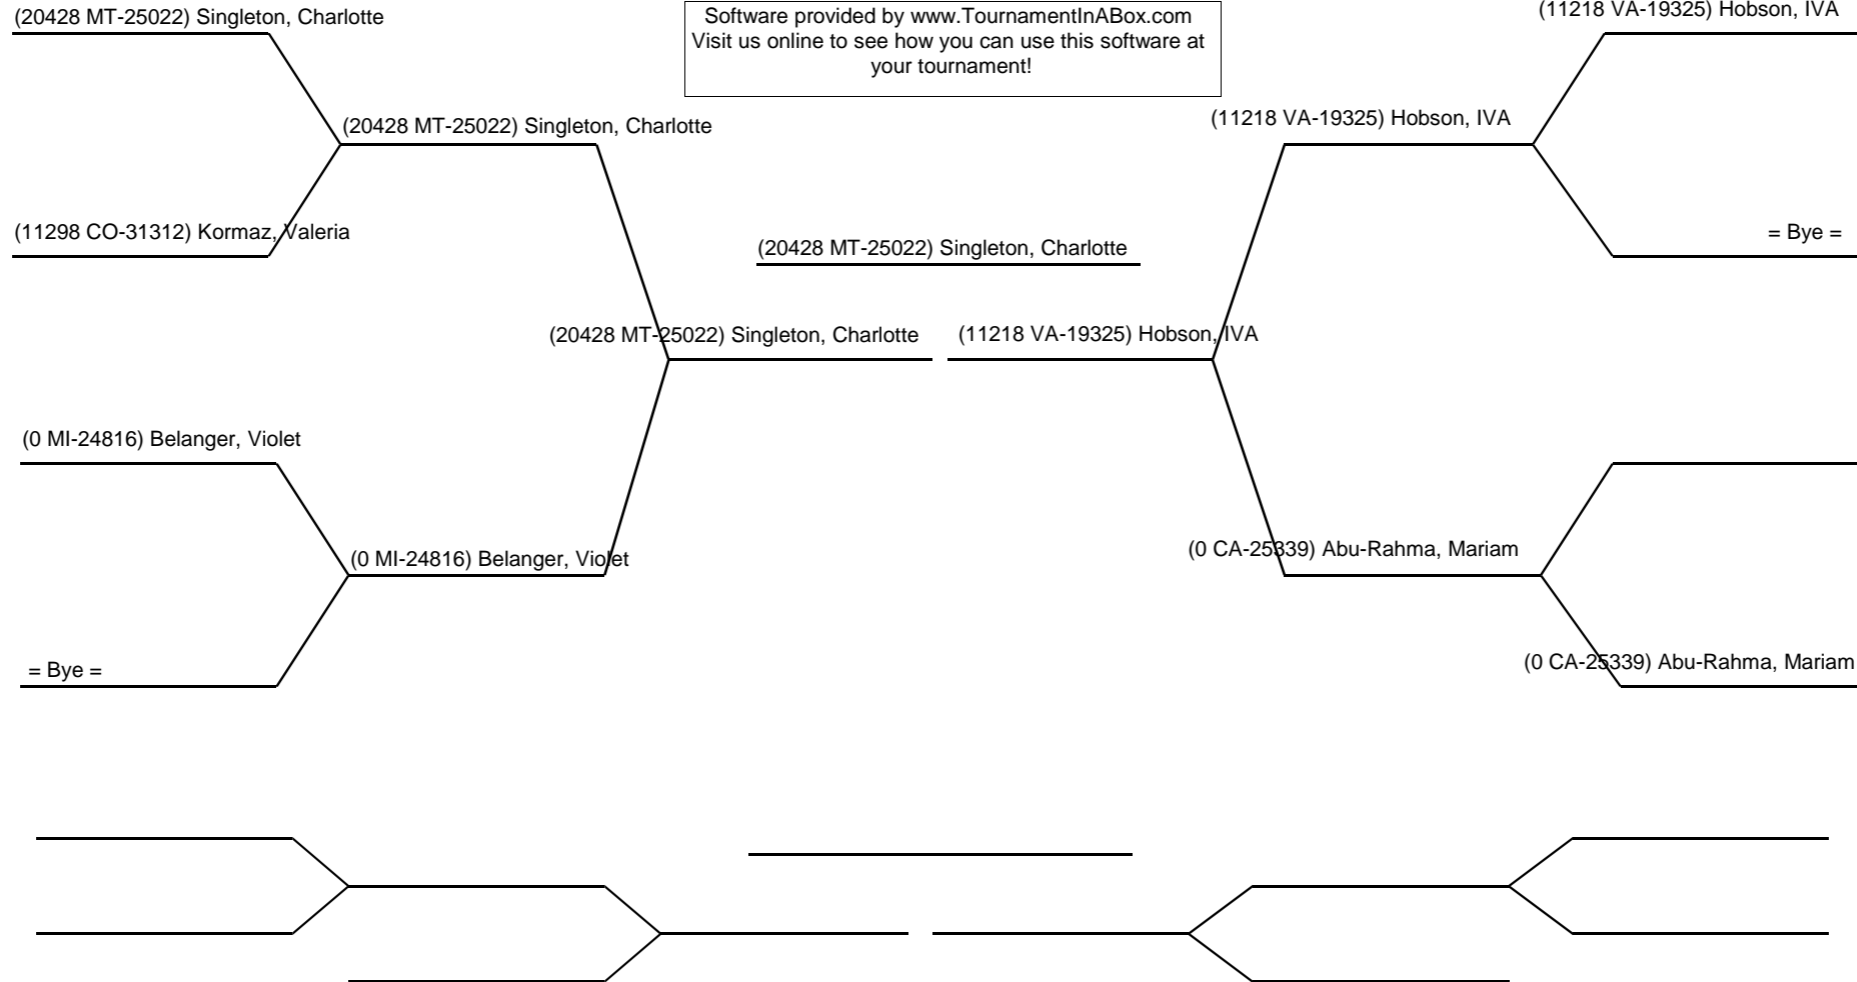 (20428 MT-25022) Singleton, Charlotte
Software provided by www.TournamentInABox.com
Visit us online to see how you can use this software at
your tournament!
(11218 VA-19325) Hobson, IVA
(20428 MT-25022) Singleton, Charlotte
(11218 VA-19325) Hobson, IVA
(11298 CO-31312) Kormaz, Valeria
(20428 MT-25022) Singleton, Charlotte
= Bye =
(20428 MT-25022) Singleton, Charlotte
(11218 VA-19325) Hobson, IVA
(0 MI-24816) Belanger, Violet
(0 MI-24816) Belanger, Violet
(0 CA-25339) Abu-Rahma, Mariam
= Bye =
(0 CA-25339) Abu-Rahma, Mariam